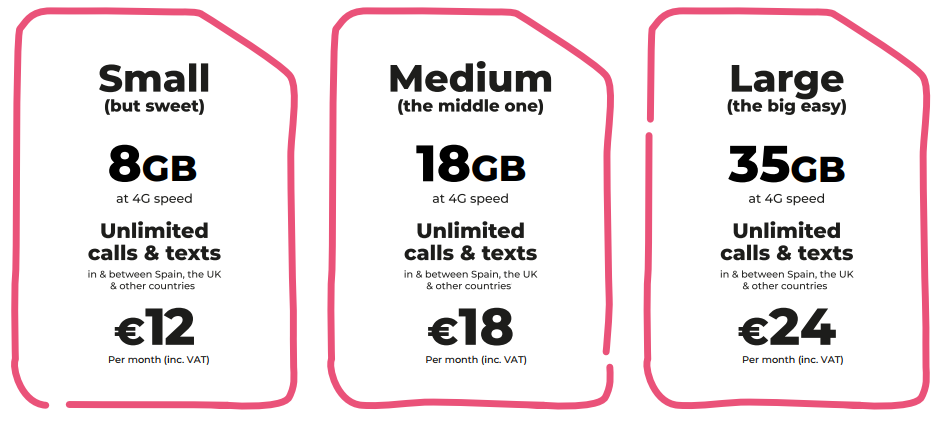 Small
(but sweet)
8GB
at 4G speed
Unlimited
calls & texts
in & between Spain, the UK
& other countries
€12
Per month (inc. VAT)
Medium
(the middle one)
18GB
at 4G speed
Unlimited
calls & texts
in & between Spain, the UK
& other countries
€18
Per month (inc. VAT)
Large
(the big easy)
35GB
at 4G speed
Unlimited
calls & texts
in & between Spain, the UK
& other countries
€24
Per month (inc. VAT)